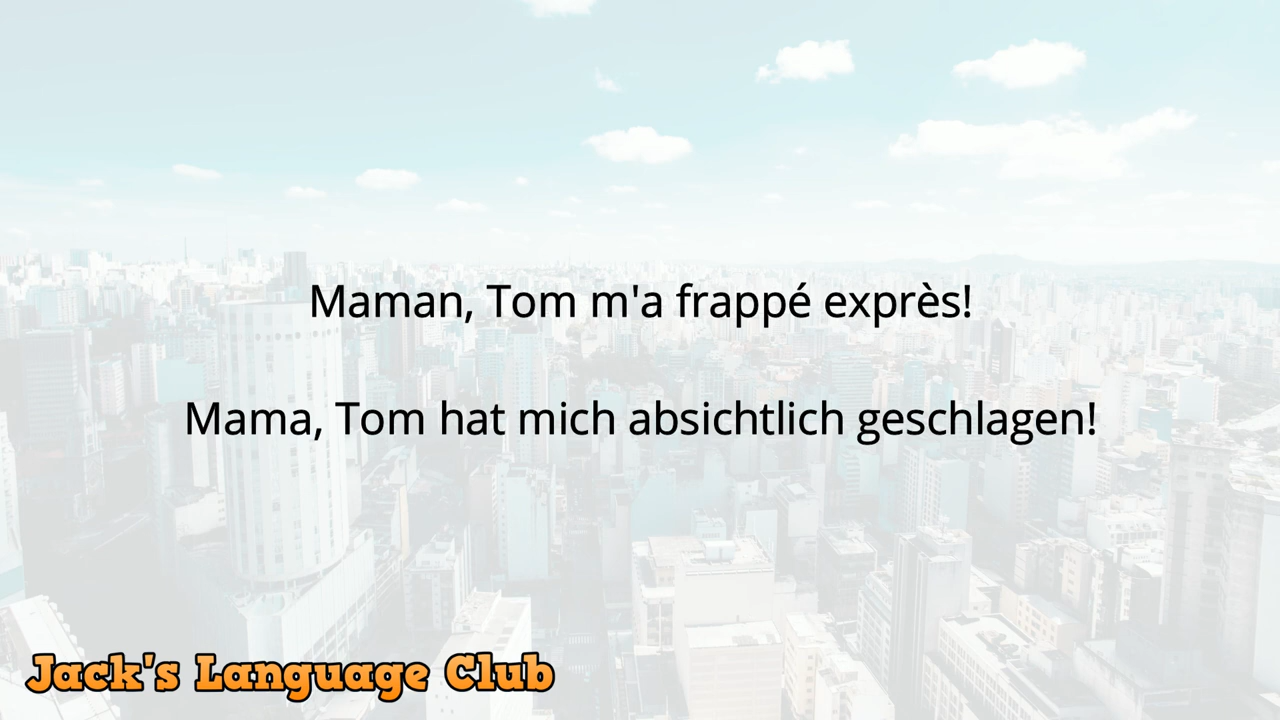 Maman, Tom m'a frappé exprès!
Mama, Tom hat mich absichtlich geschlagen!
Jack's Language Club